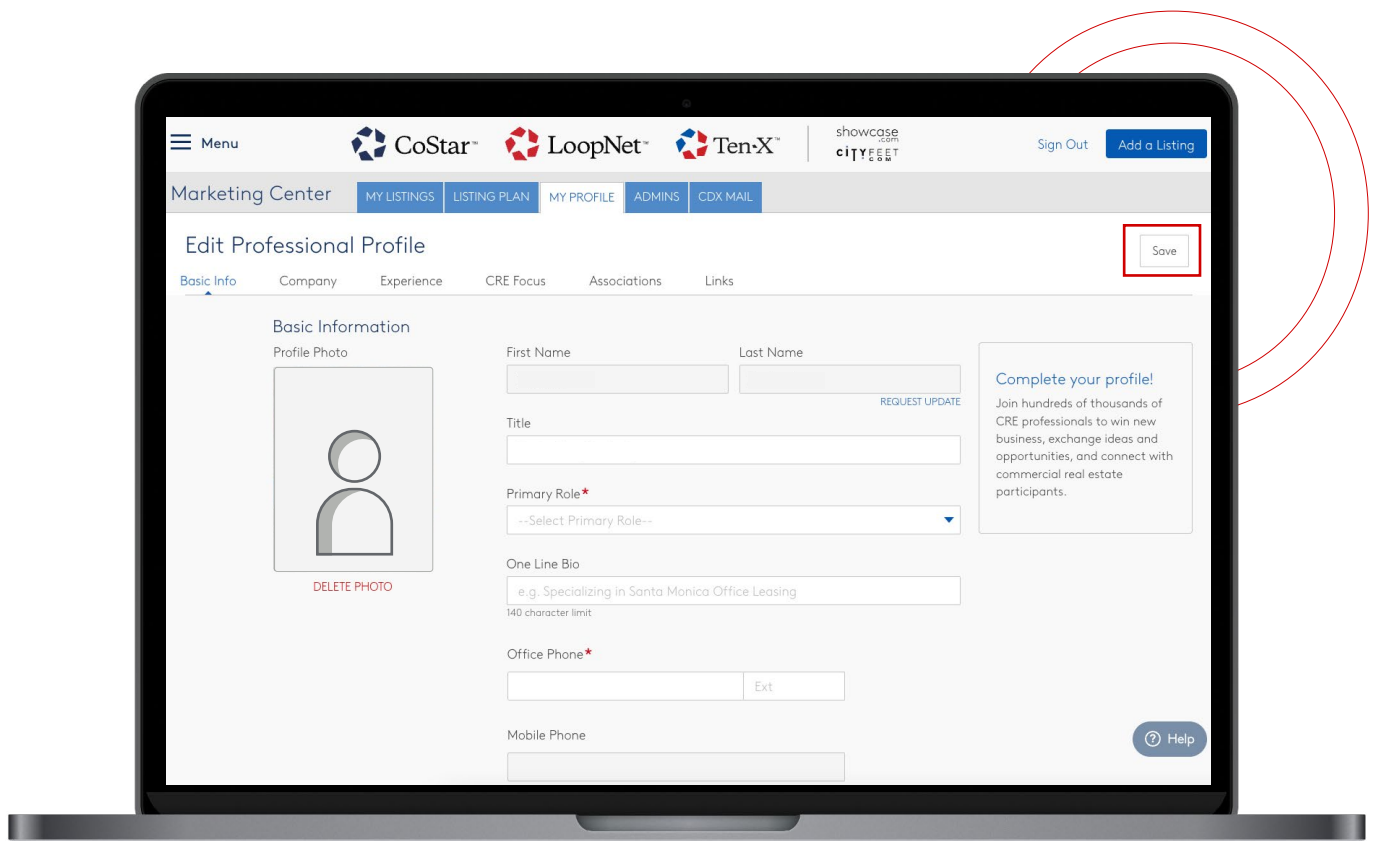 Menu
CoStar™
LoopNet™
Ten-X™
showcase
.com
CITYFEET
COM
Sign Out
Add a Listing
Marketing Center
MY LISTINGS
LISTING PLAN
MY PROFILE
ADMINS
CDX MAIL
Edit Professional Profile
Save
Basic Info
Company
Experience
CRE Focus
Associations
Links
Basic Information
Profile Photo
DELETE PHOTO
First Name
Last Name
REQUEST UPDATE
Title
Primary Role*
--Select Primary Role--
One Line Bio
e.g. Specializing in Santa Monica Office Leasing
140 character limit
Office Phone*
Ext
Mobile Phone
Complete your profile!
Join hundreds of thousands of
CRE professionals to win new
business, exchange ideas and
opportunities, and connect with
commercial real estate
participants.
? Help